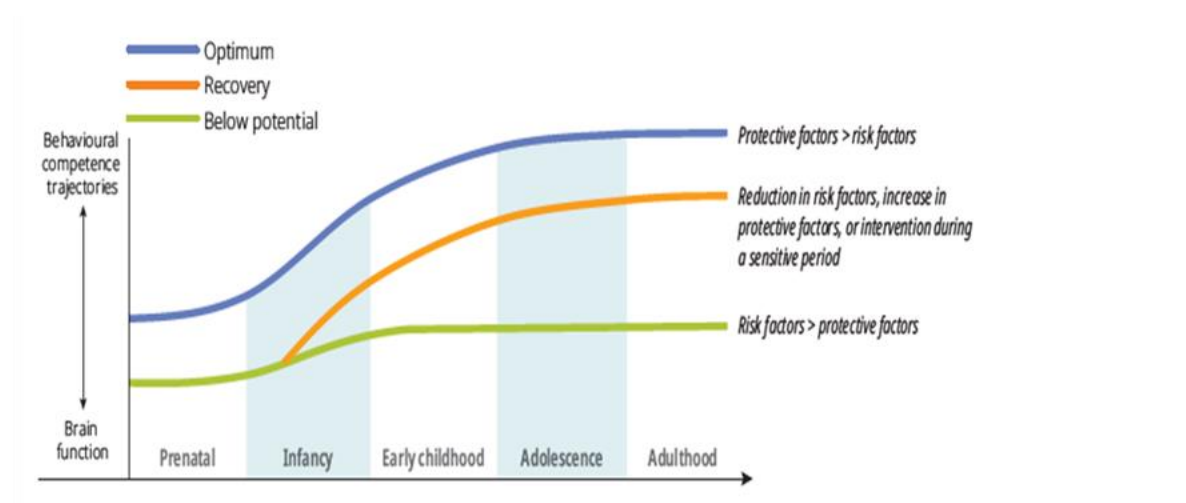 Optimum
Recovery
Below potential
Behavioural
competence
trajectories
Brain
function
Protective factors > risk factors
Reduction in risk factors, increase in
protective factors, or intervention during
a sensitive period
Risk factors > protective factors
Prenatal
Infancy
Early childhood
Adolescence
Adulthood